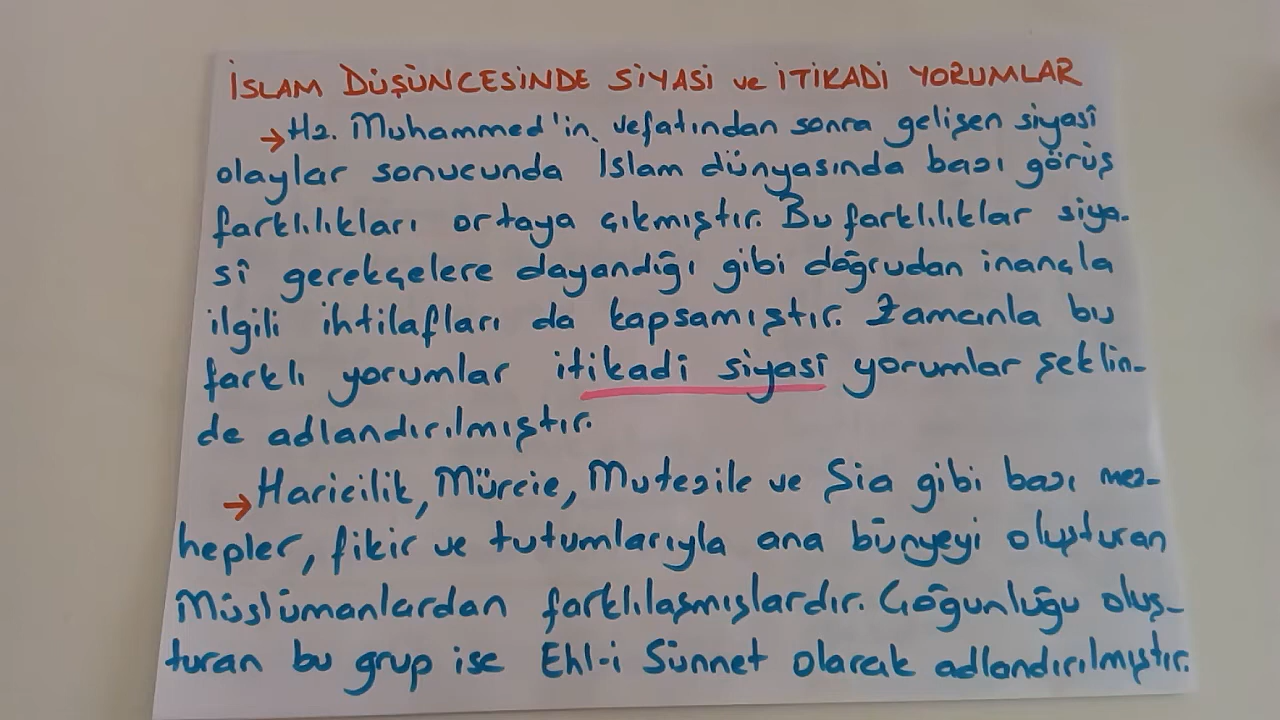 İSLAM DÜŞÜNCESİNDE SİYASİ ve İTİKADİ YORUMLAR
→ Hz. Muhammed'in vefatından sonra gelişen siyasî
olaylar sonucunda İslam dünyasında bazı görüş
farklılıkları ortaya çıkmıştır. Bu farklılıklar siya-
sî gerekçelere dayandığı gibi doğrudan inançla
ilgili ihtilafları da kapsamıştır. Zamanla bu
farklı yorumlar itikadi siyasî yorumlar şeklin-
de adlandırılmıştır.
→ Haricilik, Mürcie, Mutezile ve Şia gibi bazı mez-
hepler, fikir ve tutumlarıyla ana bünyeyi oluşturan
Müslümanlardan farklılaşmışlardır. Çoğunluğu oluş-
turan bu grup ise Ehl-i Sünnet olarak adlandırılmıştır.